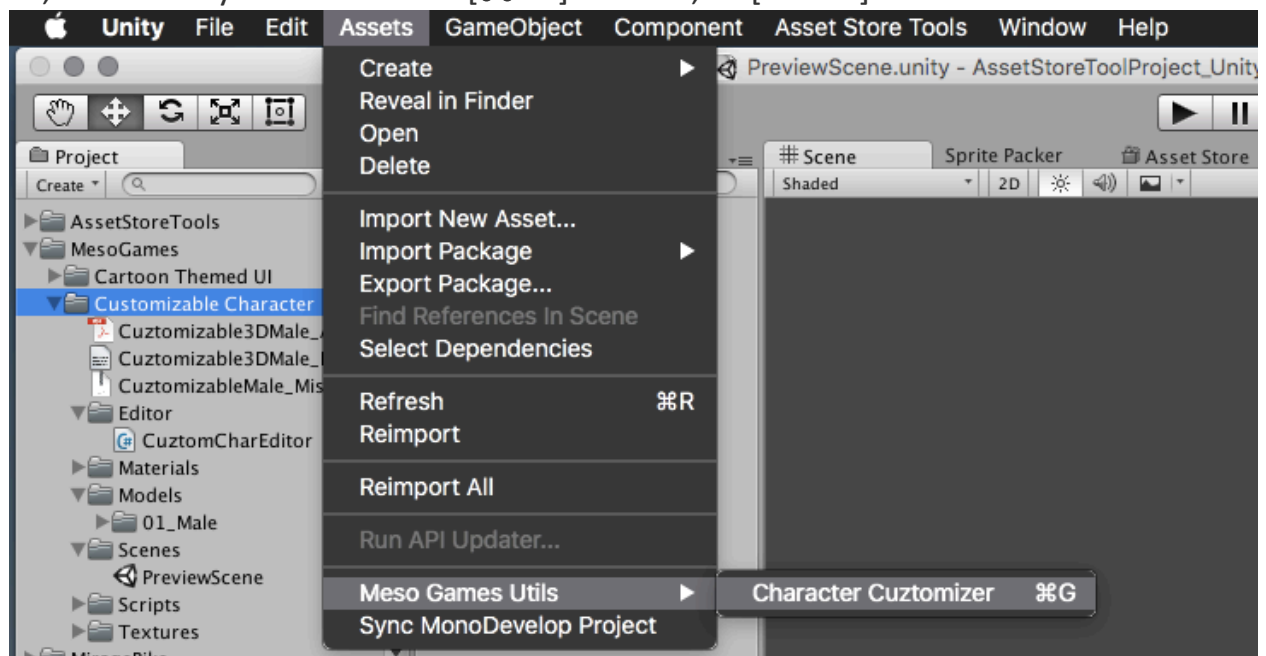 Unity File Edit Assets GameObject Component Asset Store Tools Window Help
PreviewScene.unity - AssetStoreToolProject_Unity
Project
Create
# Scene Sprite Packer Asset Store
Shaded 2D
AssetStoreTools
MesoGames
Cartoon Themed UI
Customizable Character
Cuztomizable3DMale_
Cuztomizable3DMale_
CuztomizableMale_Mis
Editor
CuztomCharEditor
Materials
Models
01_Male
Scenes
PreviewScene
Scripts
Textures
Create
Reveal in Finder
Open
Delete
Import New Asset...
Import Package
Export Package...
Find References In Scene
Select Dependencies
Refresh ⌘R
Reimport
Reimport All
Run API Updater...
Meso Games Utils
Sync MonoDevelop Project
Character Cuztomizer ⌘G